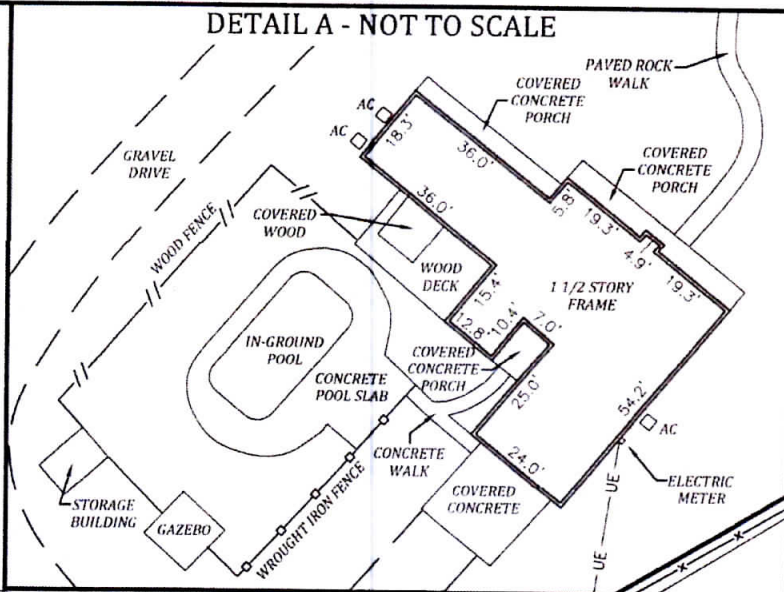 DETAIL A - NOT TO SCALE
PAVED ROCK
WALK
COVERED
CONCRETE
PORCH
AC
AC
18.3'
36.0'
COVERED
CONCRETE
PORCH
GRAVEL
DRIVE
5.8'
19.3'
4.9'
19.3'
36.0'
COVERED
WOOD
WOOD FENCE
WOOD
DECK
15.4'
12.8'
10.4'
7.0'
1 1/2 STORY
FRAME
IN-GROUND
POOL
CONCRETE
POOL SLAB
COVERED
CONCRETE
PORCH
25.0'
54.2'
AC
24.0'
CONCRETE
WALK
COVERED
CONCRETE
ELECTRIC
METER
UE
UE
STORAGE
BUILDING
GAZEBO
WROUGHT IRON FENCE
X
X